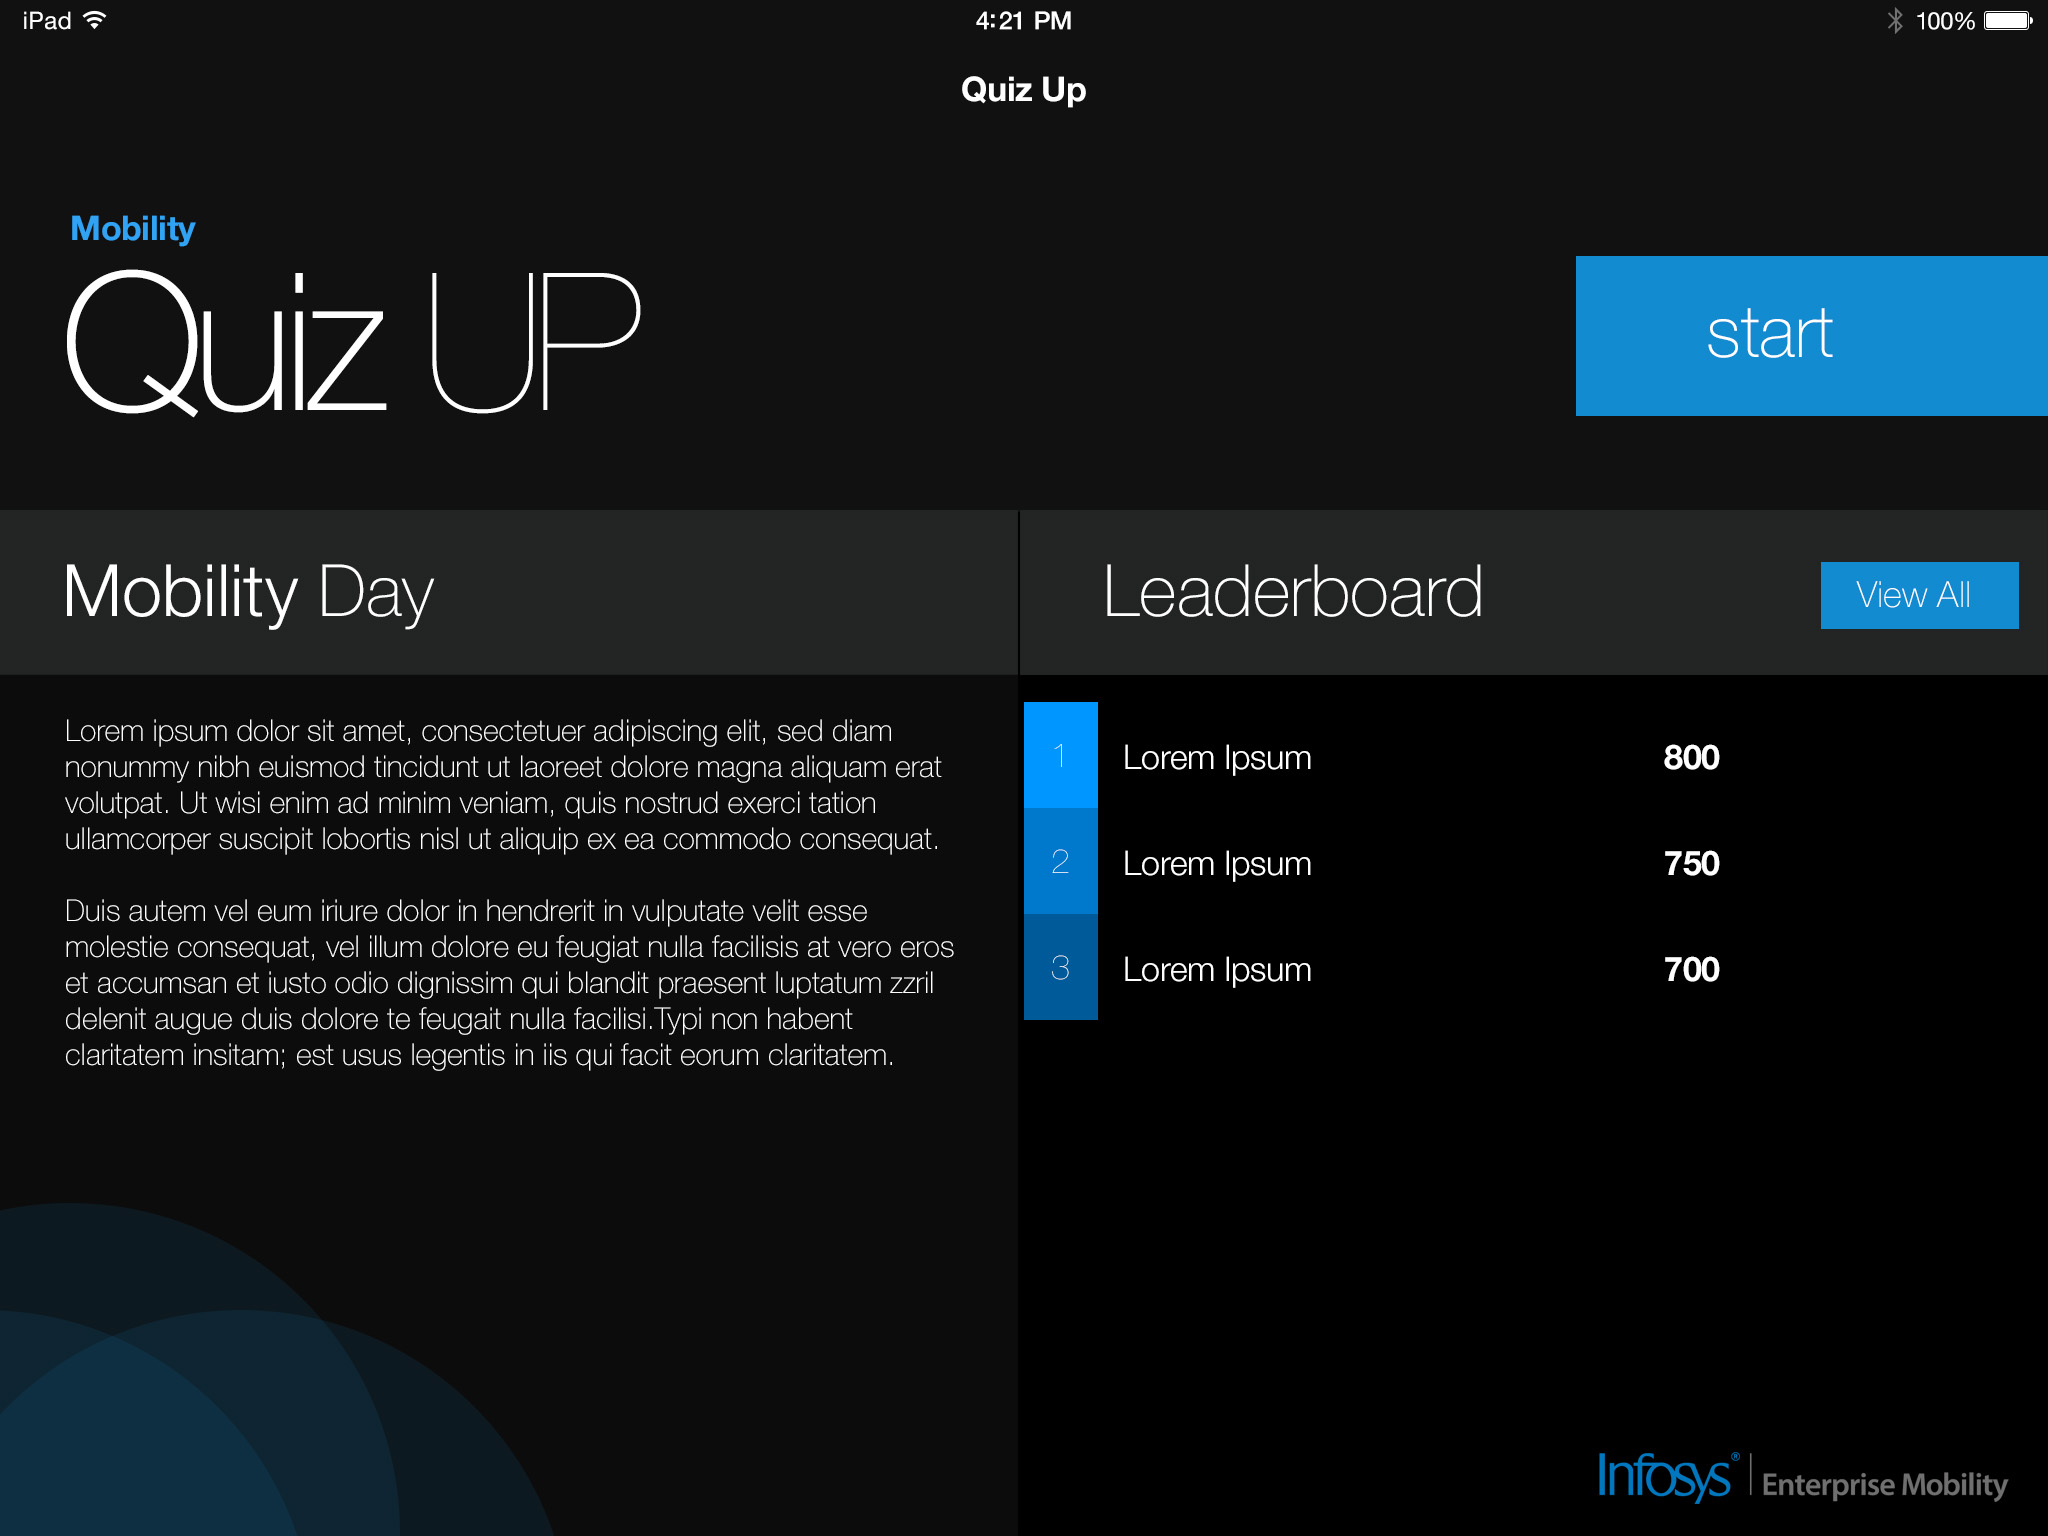 iPad 4:21 PM 100%
Quiz Up
Mobility
Quiz UP
start
Mobility Day
Lorem ipsum dolor sit amet, consectetuer adipiscing elit, sed diam
nonummy nibh euismod tincidunt ut laoreet dolore magna aliquam erat
volutpat. Ut wisi enim ad minim veniam, quis nostrud exerci tation
ullamcorper suscipit lobortis nisl ut aliquip ex ea commodo consequat.
Duis autem vel eum iriure dolor in hendrerit in vulputate velit esse
molestie consequat, vel illum dolore eu feugiat nulla facilisis at vero eros
et accumsan et iusto odio dignissim qui blandit praesent luptatum zzril
delenit augue duis dolore te feugait nulla facilisi.Typi non habent
claritatem insitam; est usus legentis in iis qui facit eorum claritatem.
Leaderboard
View All
1 Lorem Ipsum 800
2 Lorem Ipsum 750
3 Lorem Ipsum 700
Infosys® | Enterprise Mobility